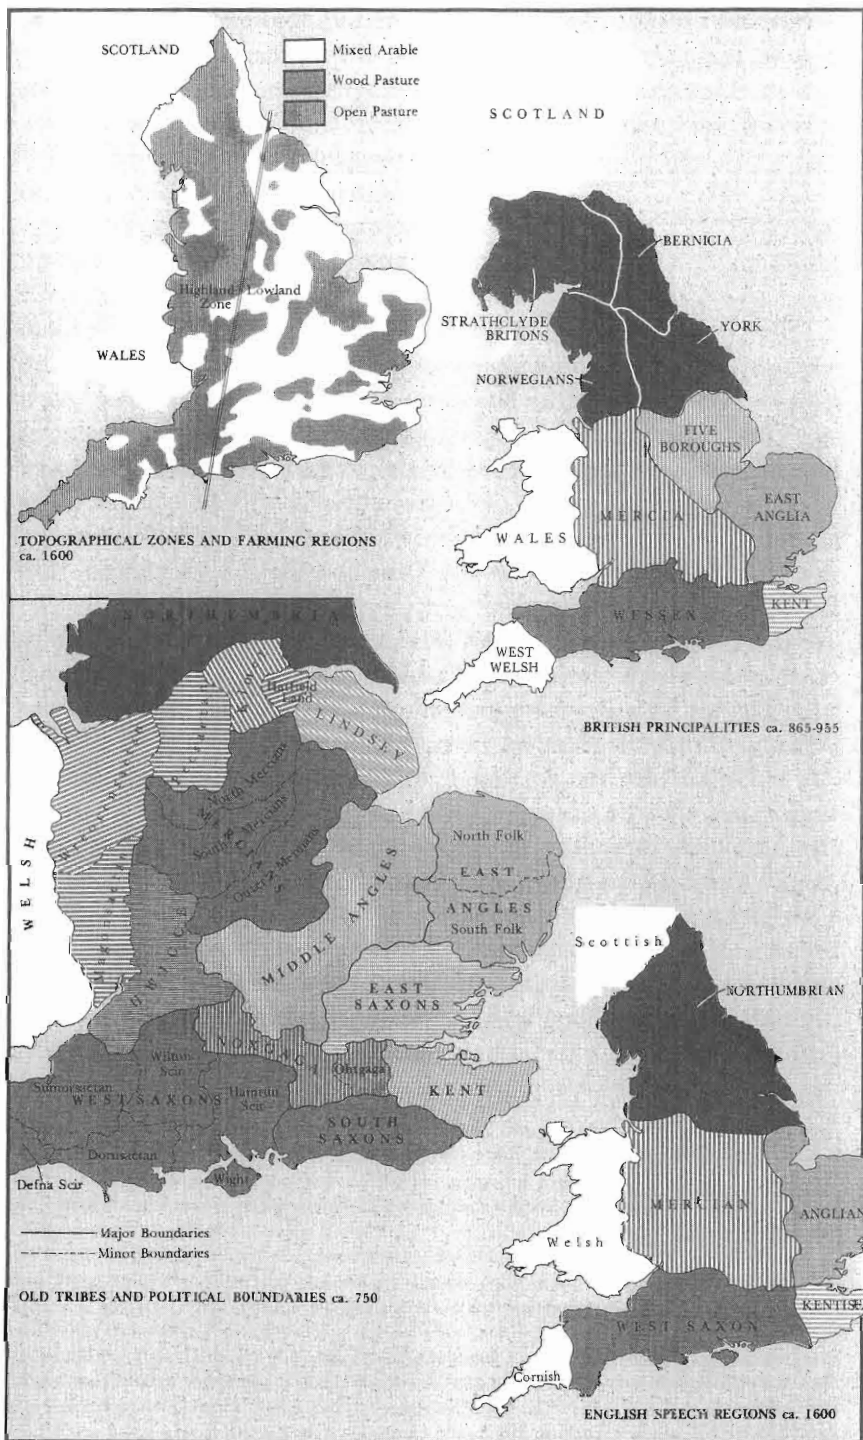 SCOTLAND
Mixed Arable
Wood Pasture
Open Pasture
Highland Lowland
Zone
WALES
TOPOGRAPHICAL ZONES AND FARMING REGIONS
ca. 1600
SCOTLAND
BERNICIA
STRATHCLYDE
BRITONS
YORK
NORWEGIANS
FIVE
BOROUGHS
EAST
ANGLIA
MERCIA
WALES
WESSEX
KENT
WEST
WELSH
BRITISH PRINCIPALITIES ca. 865-955
Hatfield
Land
LINDSEY
North Mercians
MERCIANS
South Mercians
Outer Mercians
WELSH
HWICCE
MIDDLE ANGLES
North Folk
EAST
ANGLES
South Folk
EAST
SAXONS
Wiltun
Scir
WEST SAXONS
Hamtun
Scir
KENT
SOUTH
SAXONS
Defna Scir
Wight
Major Boundaries
Minor Boundaries
OLD TRIBES AND POLITICAL BOUNDARIES ca. 750
Scottish
NORTHUMBRIAN
MERCIAN
ANGLIAN
Welsh
KENTISH
WEST SAXON
Cornish
ENGLISH SPEECH REGIONS ca. 1600